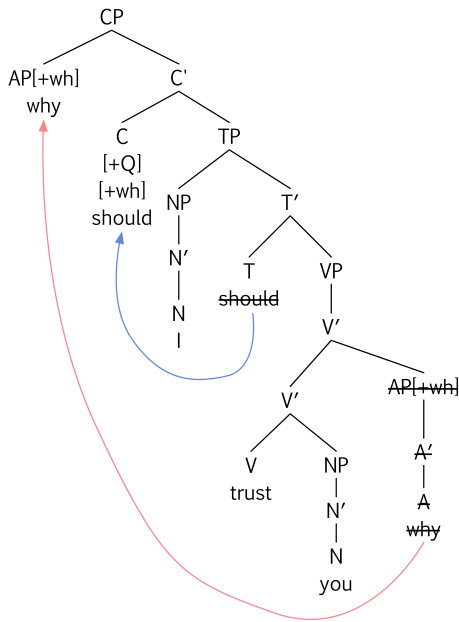 CP
AP[+wh] C'
why
C TP
[+Q]
[+wh]
should
NP T′
N′ T VP
should
N
I
V′
V′ AP[+wh]
A′
V NP A
trust why
N′
N
you